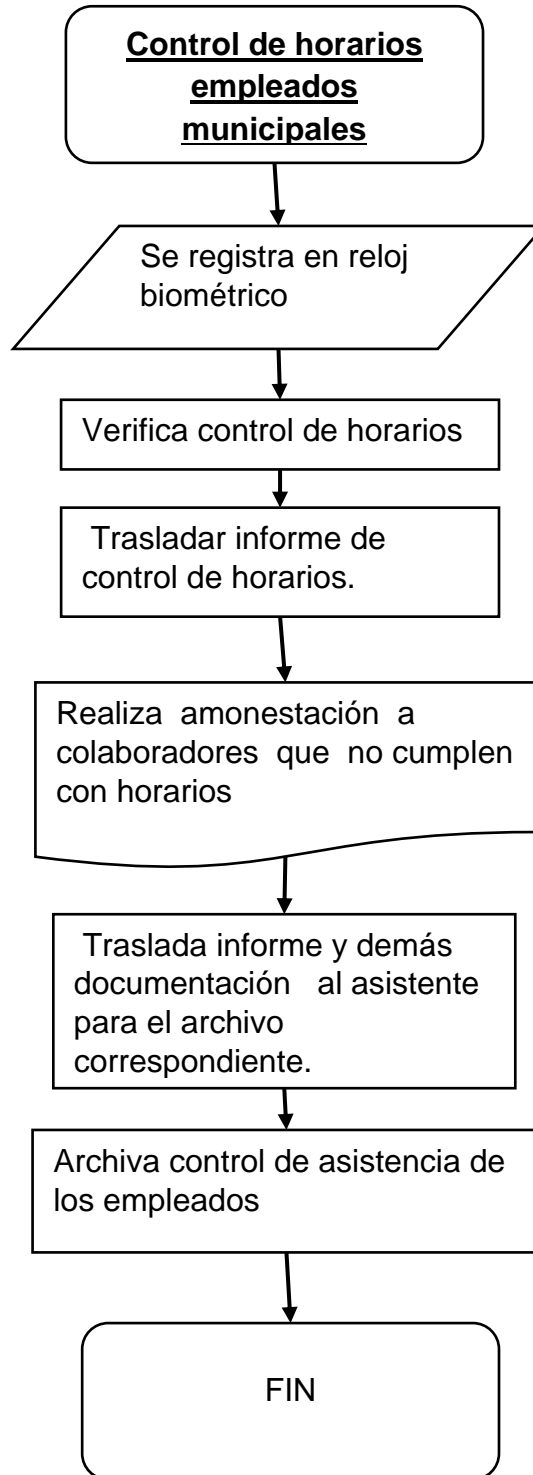 Control de horarios
empleados
municipales
Se registra en reloj
biométrico
Verifica control de horarios
Trasladar informe de
control de horarios.
Realiza amonestación a
colaboradores que no cumplen
con horarios
Traslada informe y demás
documentación al asistente
para el archivo
correspondiente.
Archiva control de asistencia de
los empleados
FIN